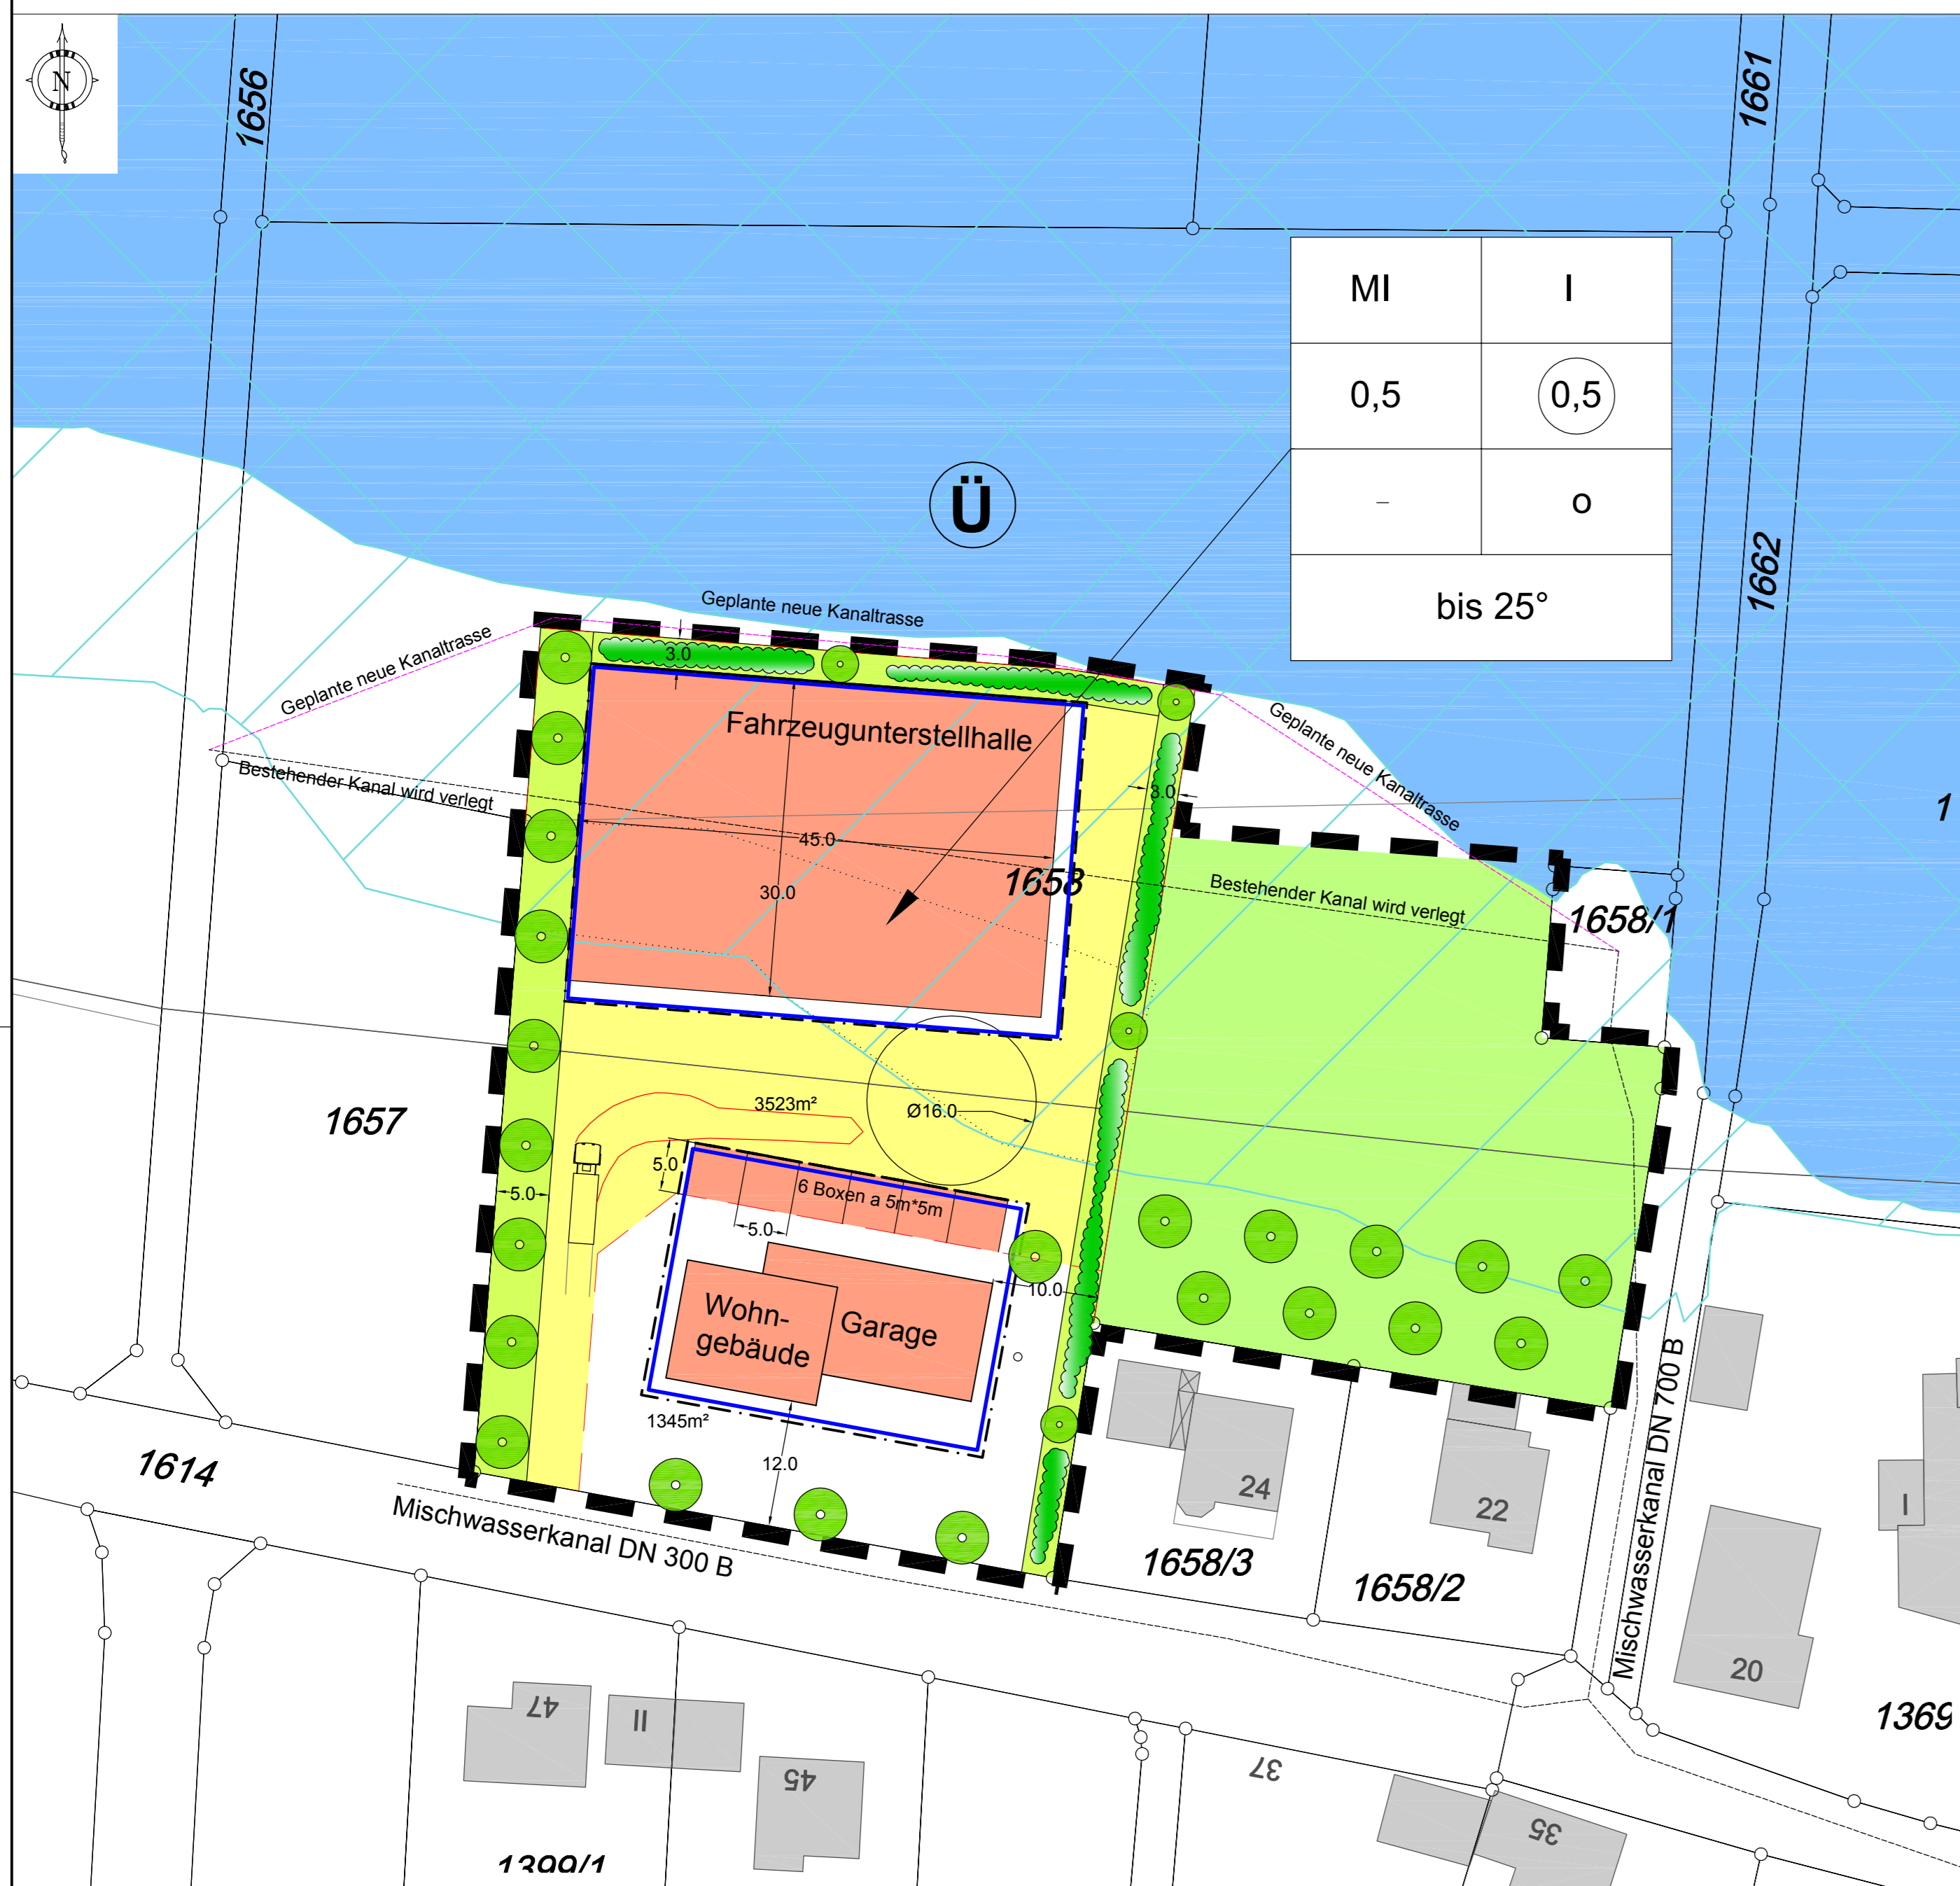 N
1656
1661
MI
I
0,5
0,5
–
o
bis 25°
Ü
1662
Geplante neue Kanaltrasse
Geplante neue Kanaltrasse
Geplante neue Kanaltrasse
3.0
Fahrzeugunterstellhalle
Bestehender Kanal wird verlegt
3.0
1
45.0
30.0
1658
Bestehender Kanal wird verlegt
1658/1
1657
3523m²
Ø16.0
5.0
5.0
6 Boxen a 5m*5m
5.0
10.0
Wohn-
gebäude
Garage
1345m²
12.0
1614
Mischwasserkanal DN 300 B
Mischwasserkanal DN 700 B
24
22
I
1658/3
1658/2
20
1369
47
II
45
37
35
1399/1